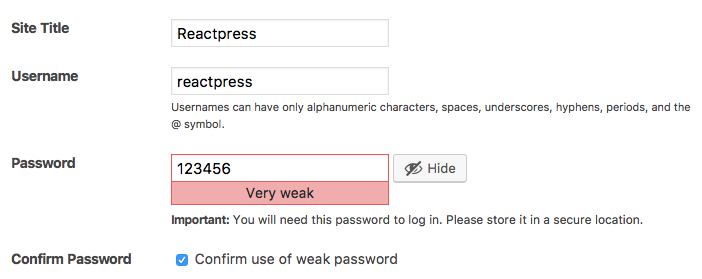 Site Title Reactpress
Username reactpress
Usernames can have only alphanumeric characters, spaces, underscores, hyphens, periods, and the
@ symbol.
Password 123456 Hide
Very weak
Important: You will need this password to log in. Please store it in a secure location.
Confirm Password Confirm use of weak password